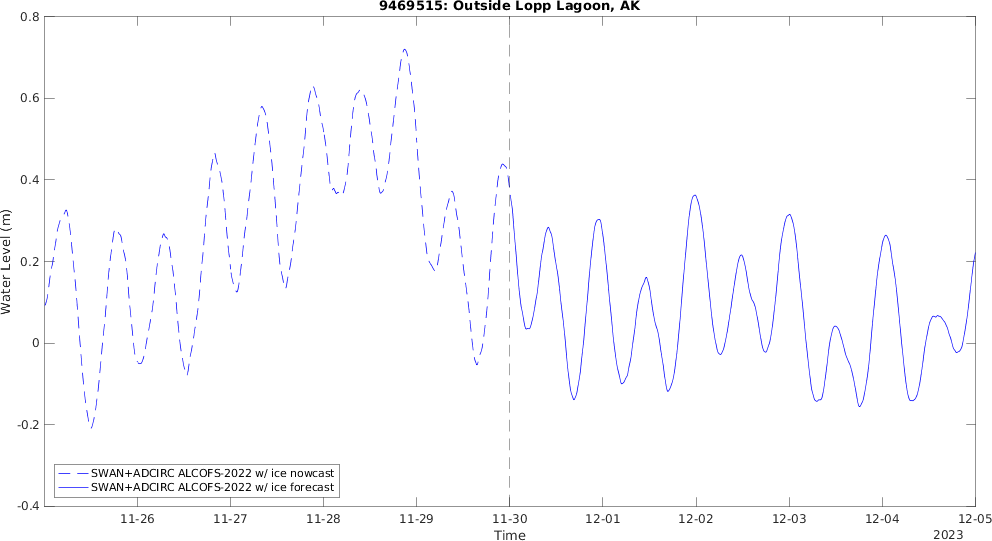 9469515: Outside Lopp Lagoon, AK
Water Level (m)
0.8
0.6
0.4
0.2
0
-0.2
-0.4
SWAN+ADCIRC ALCOFS-2022 w/ ice nowcast
SWAN+ADCIRC ALCOFS-2022 w/ ice forecast
11-26 11-27 11-28 11-29 11-30 12-01 12-02 12-03 12-04 12-05
Time
2023